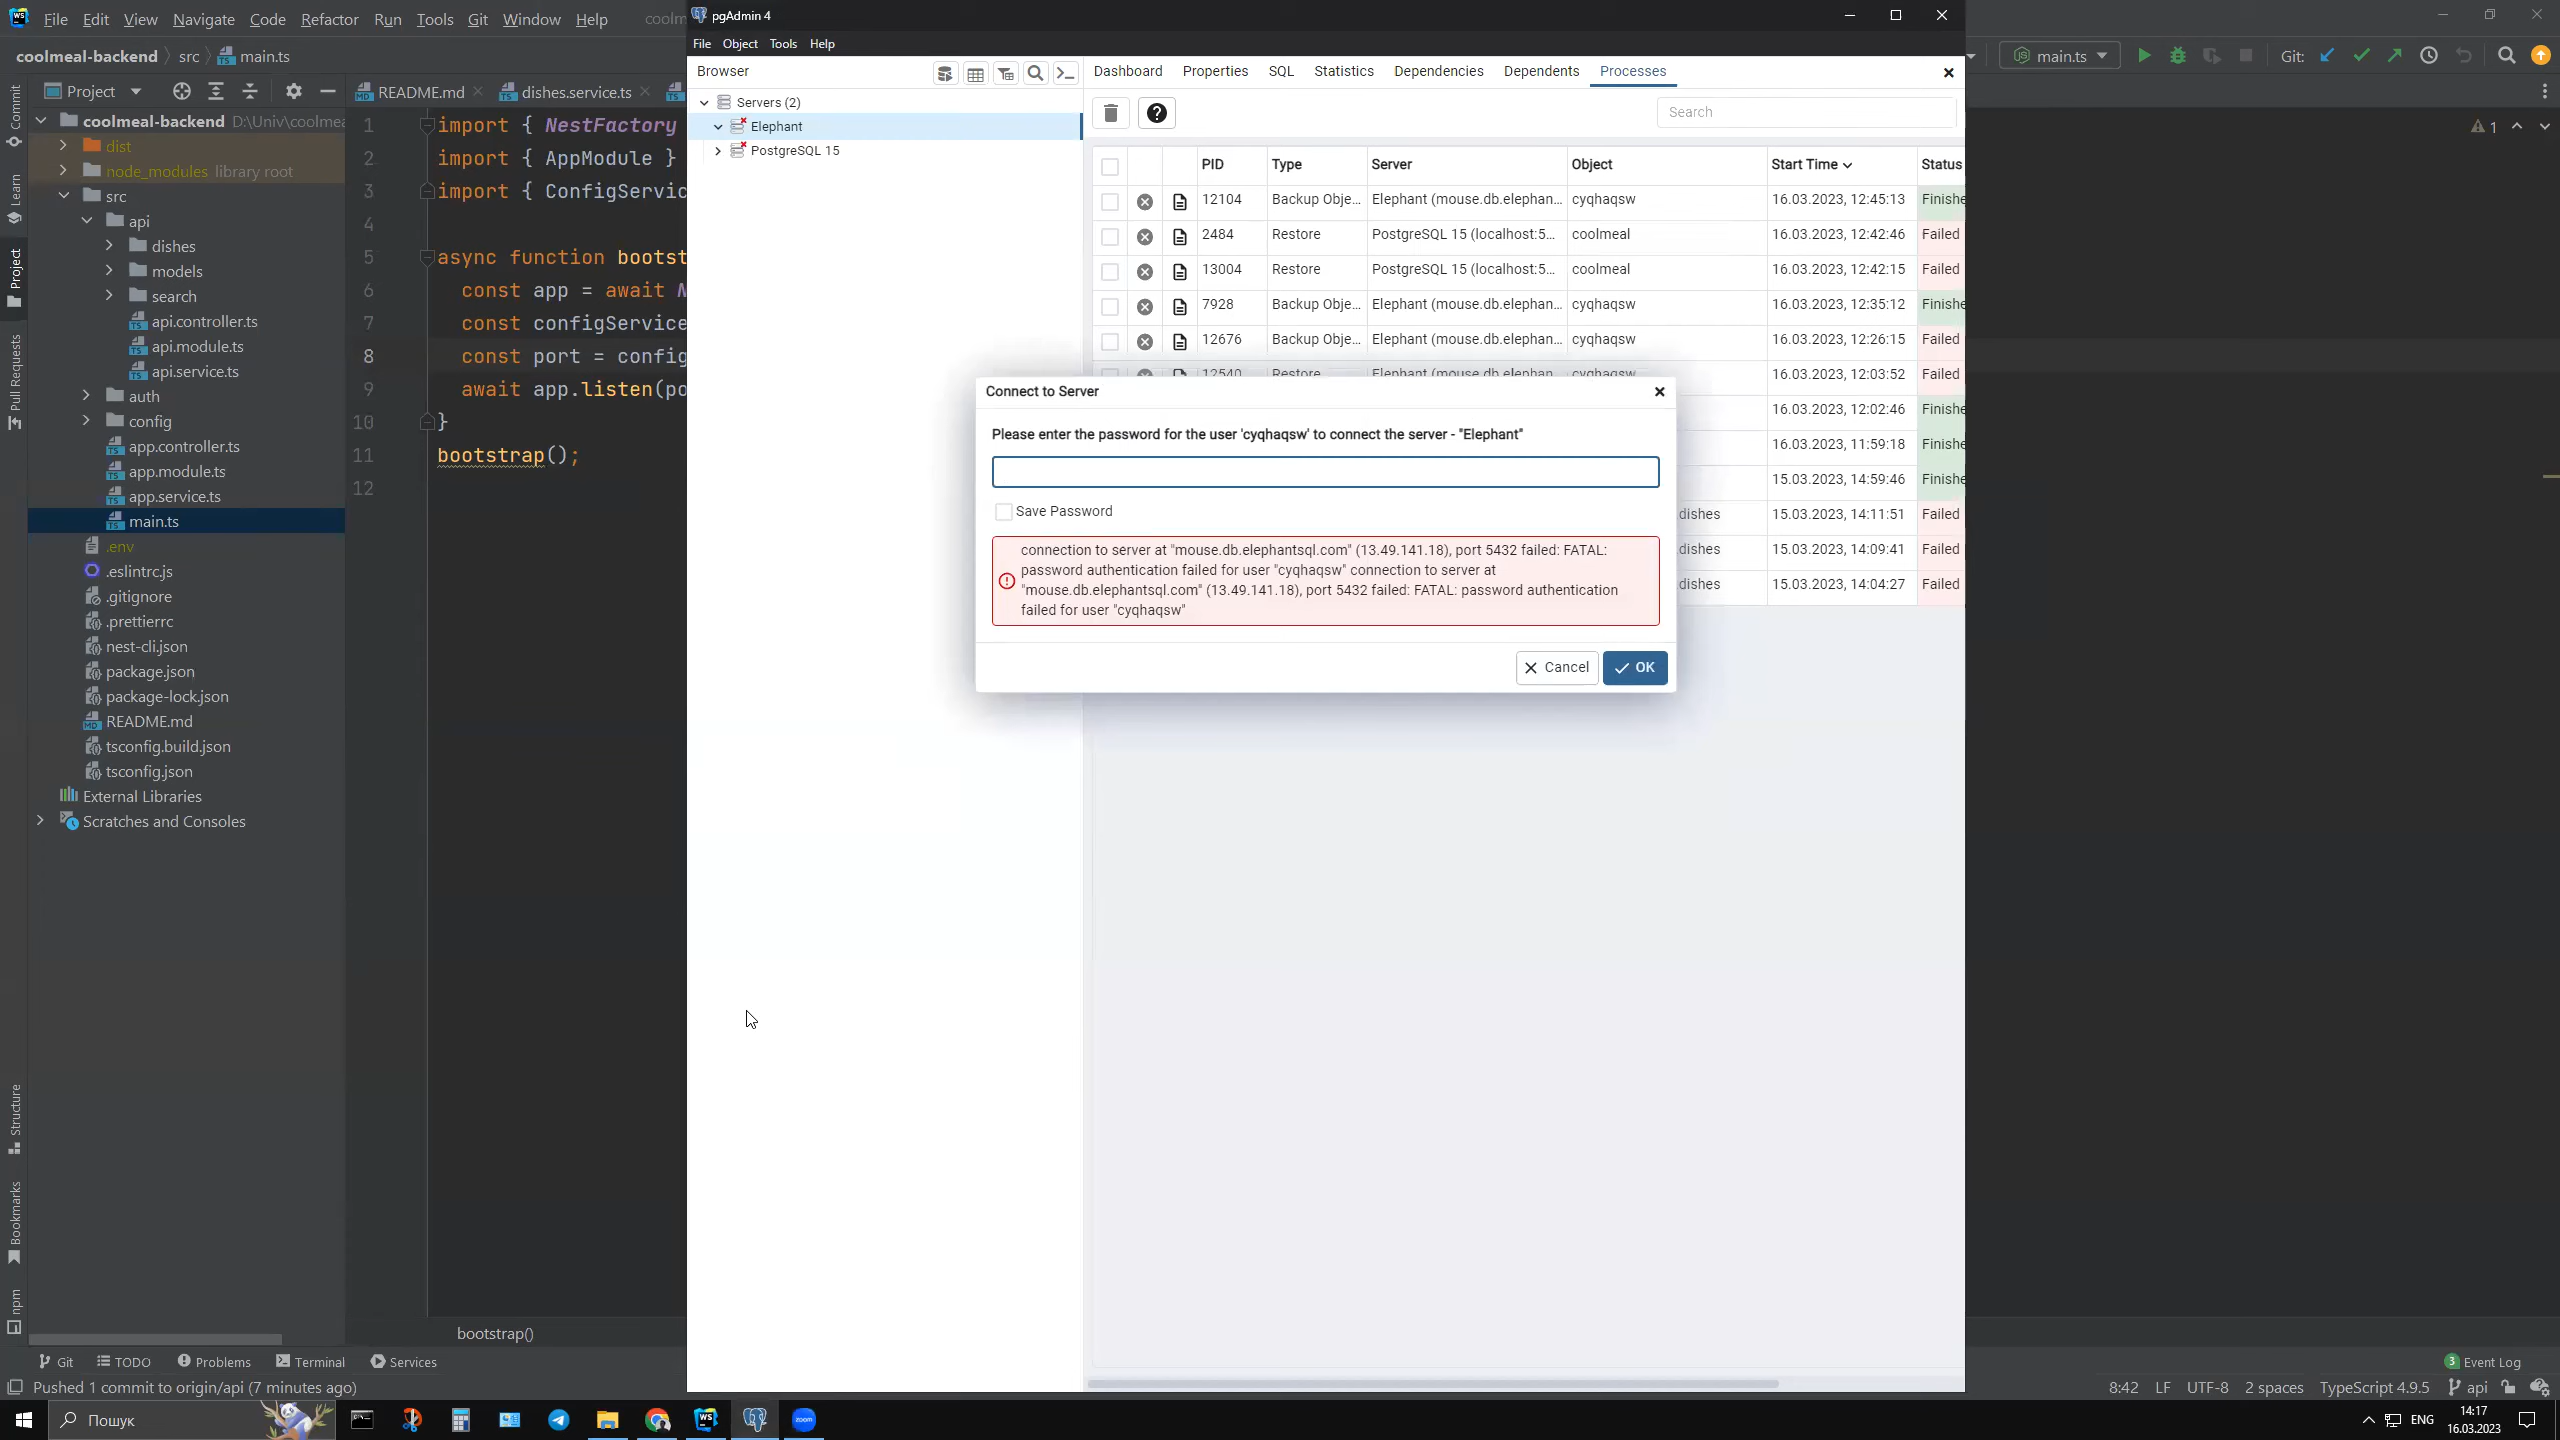 File Edit View Navigate Code Refactor Run Tools Git Window Help
coolmeal-backend src main.ts
main.ts
Git:
Project
README.md
dishes.service.ts
Commit
Learn
Project
Pull Requests
Structure
Bookmarks
npm
coolmeal-backend D:\Univ\coolmea
dist
node_modules library root
src
api
dishes
models
search
api.controller.ts
api.module.ts
api.service.ts
auth
config
app.controller.ts
app.module.ts
app.service.ts
main.ts
.env
.eslintrc.js
.gitignore
.prettierrc
nest-cli.json
package.json
package-lock.json
README.md
tsconfig.build.json
tsconfig.json
External Libraries
Scratches and Consoles
1 import { NestFactory
2 import { AppModule }
3 import { ConfigServic
4
5 async function bootst
6 const app = await N
7 const configService
8 const port = config
9 await app.listen(po
10 }
11 bootstrap();
12
1
bootstrap()
pgAdmin 4
File Object Tools Help
Browser
Servers (2)
Elephant
PostgreSQL 15
Dashboard Properties SQL Statistics Dependencies Dependents Processes
Search
PID Type Server Object Start Time Status
12104 Backup Obje... Elephant (mouse.db.elephan... cyqhaqsw 16.03.2023, 12:45:13 Finishe
2484 Restore PostgreSQL 15 (localhost:5... coolmeal 16.03.2023, 12:42:46 Failed
13004 Restore PostgreSQL 15 (localhost:5... coolmeal 16.03.2023, 12:42:15 Failed
7928 Backup Obje... Elephant (mouse.db.elephan... cyqhaqsw 16.03.2023, 12:35:12 Finishe
12676 Backup Obje... Elephant (mouse.db.elephan... cyqhaqsw 16.03.2023, 12:26:15 Failed
12540 Restore Elephant (mouse.db.elephan... cyqhaqsw 16.03.2023, 12:03:52 Failed
16.03.2023, 12:02:46 Finishe
16.03.2023, 11:59:18 Finishe
15.03.2023, 14:59:46 Finishe
dishes 15.03.2023, 14:11:51 Failed
dishes 15.03.2023, 14:09:41 Failed
dishes 15.03.2023, 14:04:27 Failed
Connect to Server
Please enter the password for the user 'cyqhaqsw' to connect the server - "Elephant"
Save Password
connection to server at "mouse.db.elephantsql.com" (13.49.141.18), port 5432 failed: FATAL:
password authentication failed for user "cyqhaqsw" connection to server at
"mouse.db.elephantsql.com" (13.49.141.18), port 5432 failed: FATAL: password authentication
failed for user "cyqhaqsw"
Cancel OK
Git TODO Problems Terminal Services
3 Event Log
Pushed 1 commit to origin/api (7 minutes ago)
8:42 LF UTF-8 2 spaces TypeScript 4.9.5 api
Пошук
ENG
14:17
16.03.2023